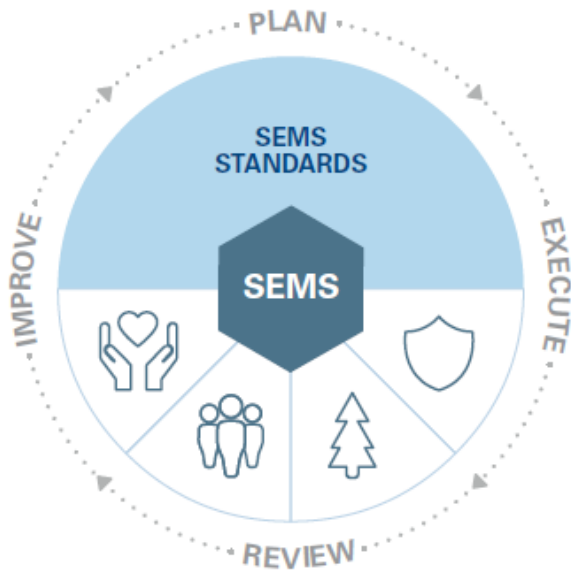 PLAN
SEMS
STANDARDS
IMPROVE
SEMS
EXECUTE
REVIEW